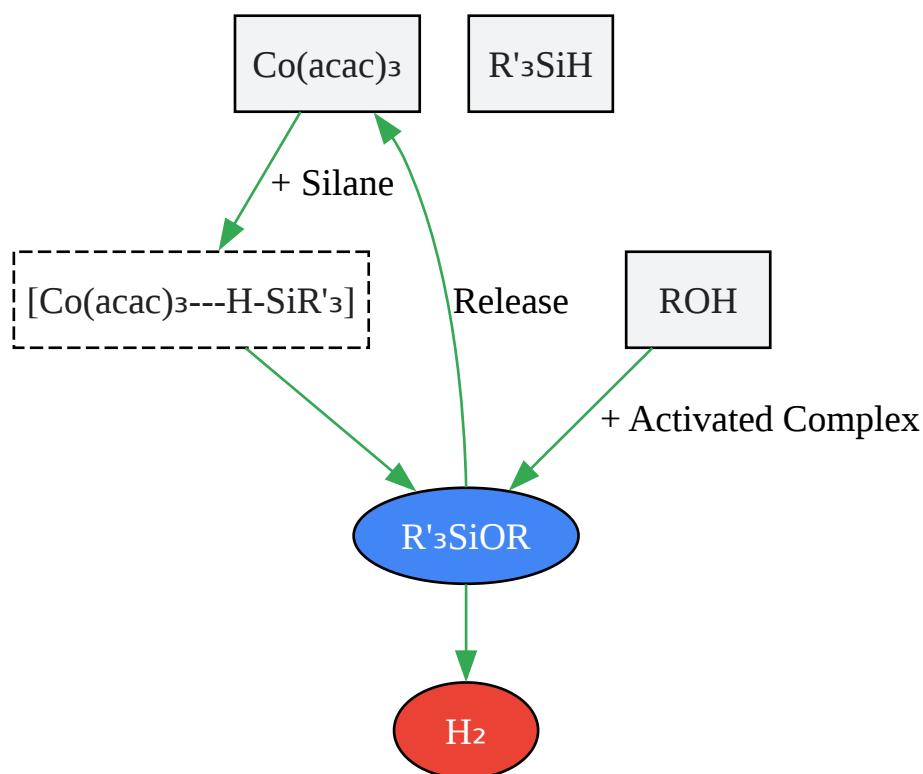 Co(acac)₃
R'₃SiH
+ Silane
[Co(acac)₃---H-SiR'₃]
Release
ROH
+ Activated Complex
R'₃SiOR
H₂